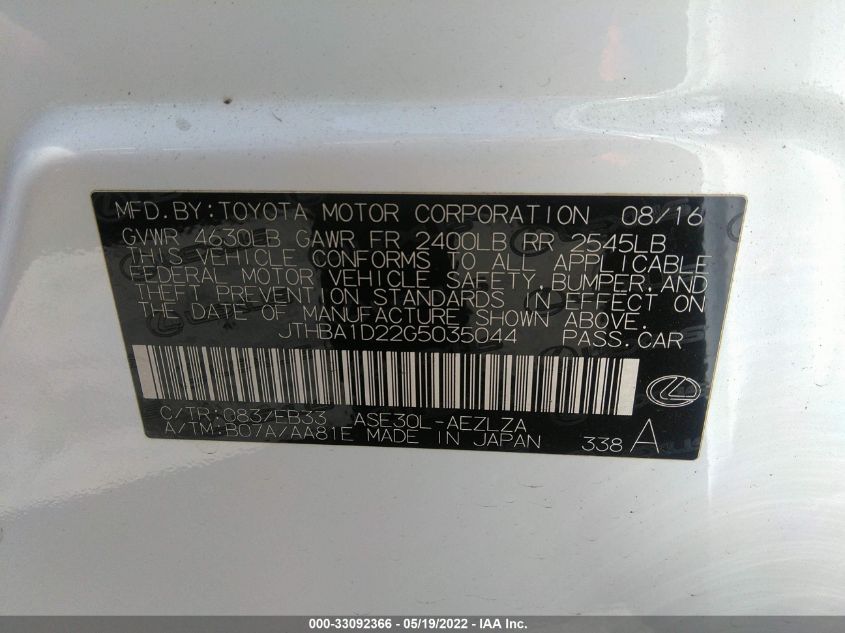 MFD.BY:TOYOTA MOTOR CORPORATION 08/16
GVWR 4630LB GAWR FR 2400LB RR 2545LB
THIS VEHICLE CONFORMS TO ALL APPLICABLE
FEDERAL MOTOR VEHICLE SAFETY, BUMPER, AND
THEFT PREVENTION STANDARDS IN EFFECT ON
THE DATE OF MANUFACTURE SHOWN ABOVE.
JTHBA1D22G5035044 PASS.CAR
C/TR:083/EB33 ASE30L-AEZLZA
A/TM:B07A/AA81E MADE IN JAPAN 338 A
000-33092366 - 05/19/2022 - IAA Inc.